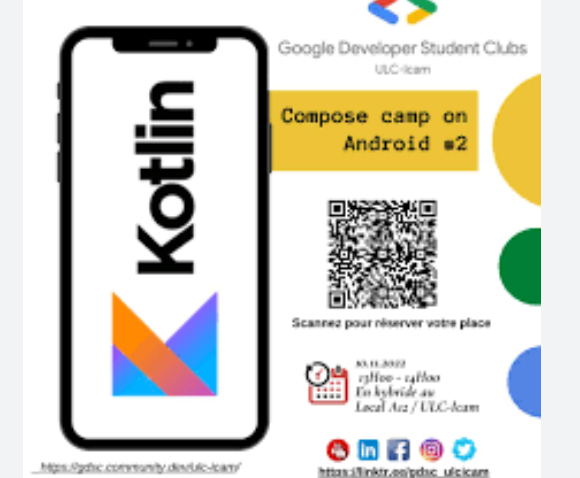 Google Developer Student Clubs
ULC-Icam
Compose camp on
Android #2
Kotlin
Scannez pour réserver votre place
10.11.2022
13H00 - 14H00
En hybride au
Local A12 / ULC-Icam
https://gdsc.community.dev/ulc-icam/
https://linktr.ee/gdsc_ulcicam